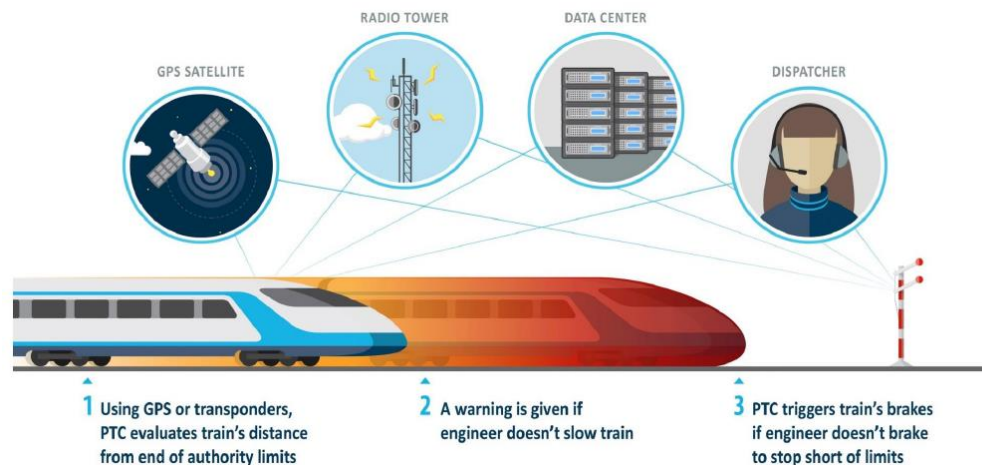 RADIO TOWER
DATA CENTER
GPS SATELLITE
DISPATCHER
1 Using GPS or transponders,
PTC evaluates train's distance
from end of authority limits
2 A warning is given if
engineer doesn't slow train
3 PTC triggers train's brakes
if engineer doesn't brake
to stop short of limits